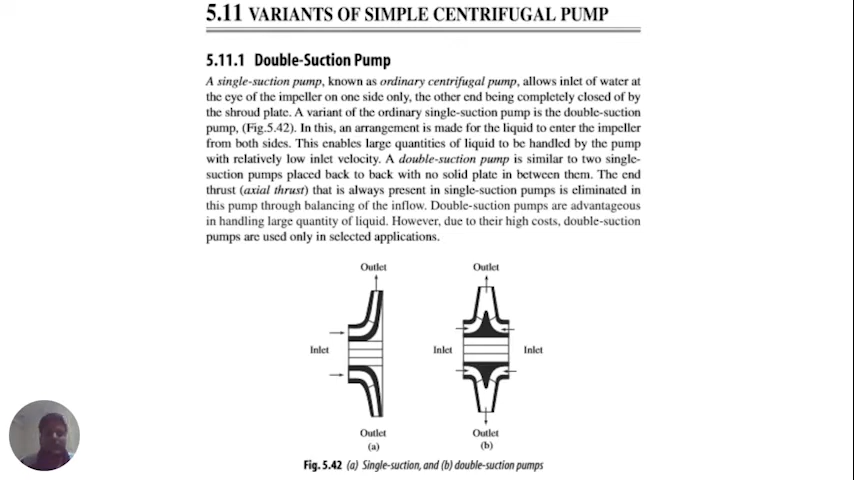 5.11 VARIANTS OF SIMPLE CENTRIFUGAL PUMP
5.11.1 Double-Suction Pump
A single-suction pump, known as ordinary centrifugal pump, allows inlet of water at
the eye of the impeller on one side only, the other end being completely closed of by
the shroud plate. A variant of the ordinary single-suction pump is the double-suction
pump, (Fig.5.42). In this, an arrangement is made for the liquid to enter the impeller
from both sides. This enables large quantities of liquid to be handled by the pump
with relatively low inlet velocity. A double-suction pump is similar to two single-
suction pumps placed back to back with no solid plate in between them. The end
thrust (axial thrust) that is always present in single-suction pumps is eliminated in
this pump through balancing of the inflow. Double-suction pumps are advantageous
in handling large quantity of liquid. However, due to their high costs, double-suction
pumps are used only in selected applications.
Outlet Outlet
Inlet Inlet Inlet
Outlet Outlet
(a) (b)
Fig. 5.42 (a) Single-suction, and (b) double-suction pumps